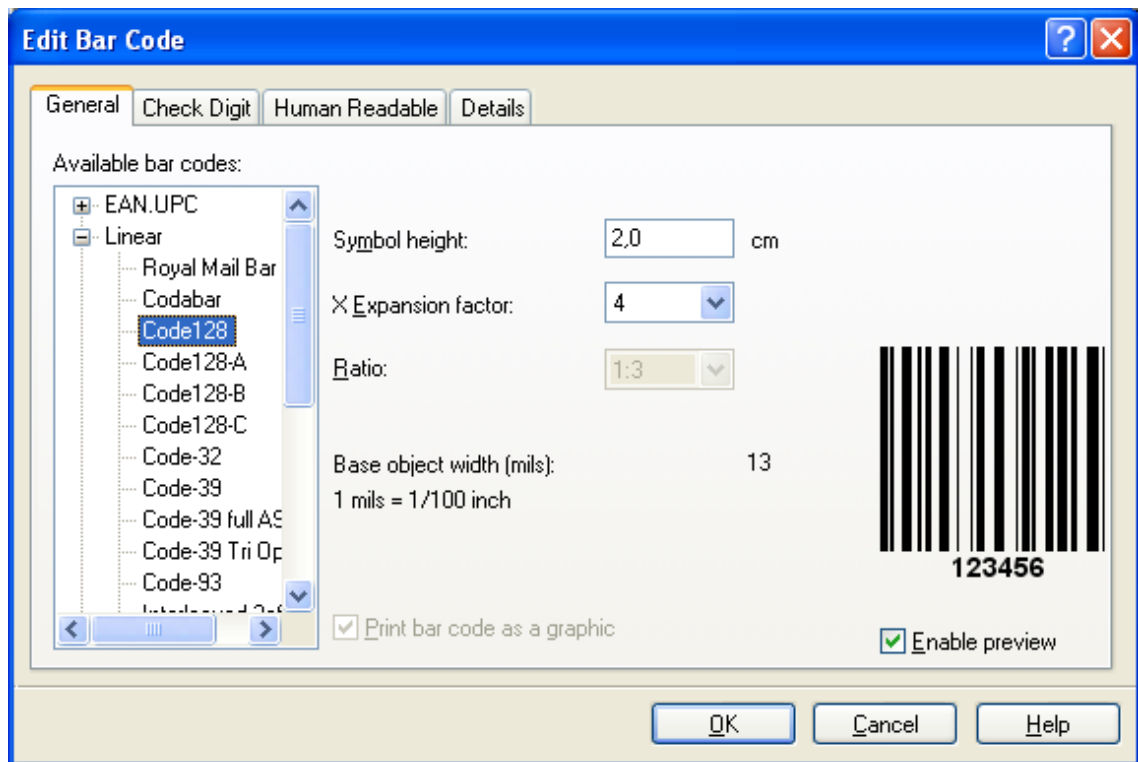 Edit Bar Code
General Check Digit Human Readable Details
Available bar codes:
EAN.UPC
Linear
Royal Mail Bar
Codabar
Code128
Code128-A
Code128-B
Code128-C
Code-32
Code-39
Code-39 full AS
Code-39 Tri Op
Code-93
Symbol height: 2,0 cm
X Expansion factor: 4
Ratio: 1:3
Base object width (mils): 13
1 mils = 1/100 inch
Print bar code as a graphic
123456
Enable preview
OK Cancel Help